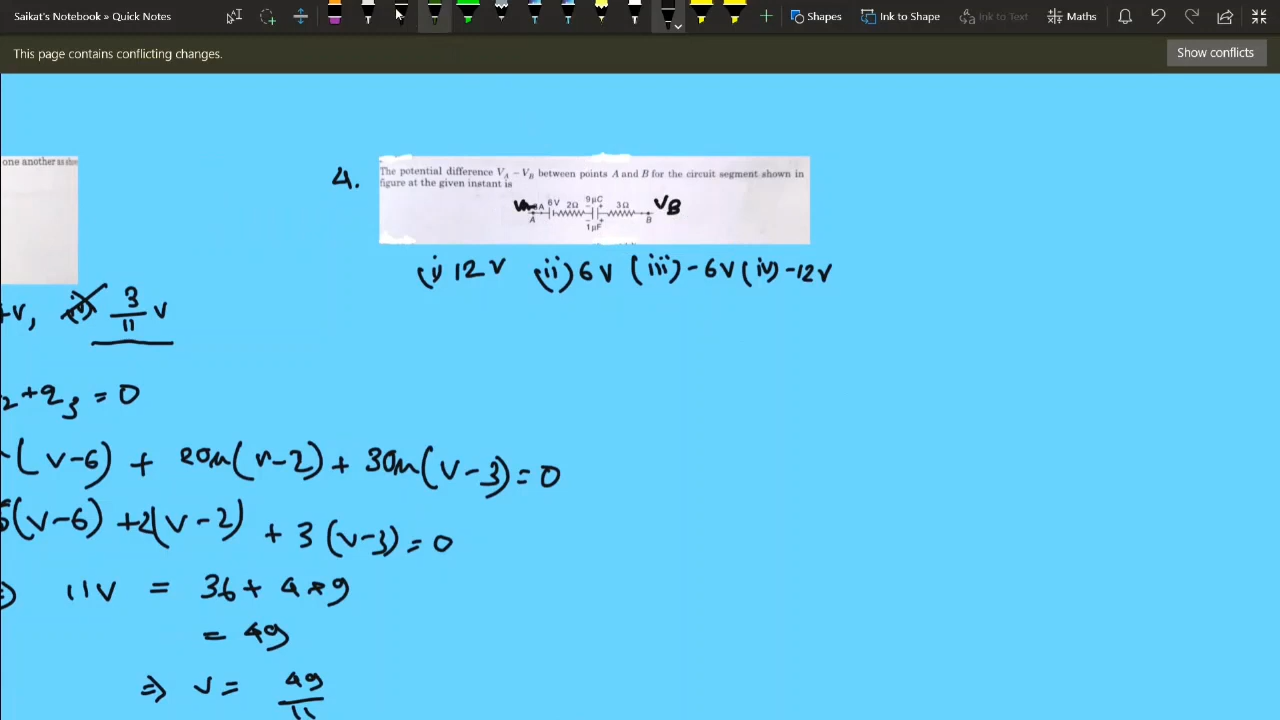 Saikat's Notebook » Quick Notes
Shapes
Ink to Shape
Ink to Text
Maths
This page contains conflicting changes.
Show conflicts
one another as
4.
The potential difference V_A – V_B between points A and B for the circuit segment shown in
figure at the given instant is
A 6V 2Ω 9μC 3Ω VB
A 1μF B
(i) 12 V (ii) 6 V (iii) -6V (iv) -12V
V, 3/11 V
2 + q3 = 0
(v-6) + 20m(v-2) + 30m(v-3) = 0
(v-6) + 2(v-2) + 3(v-3) = 0
11V = 36 + 4 + 9
= 49
⇒ v = 49/11